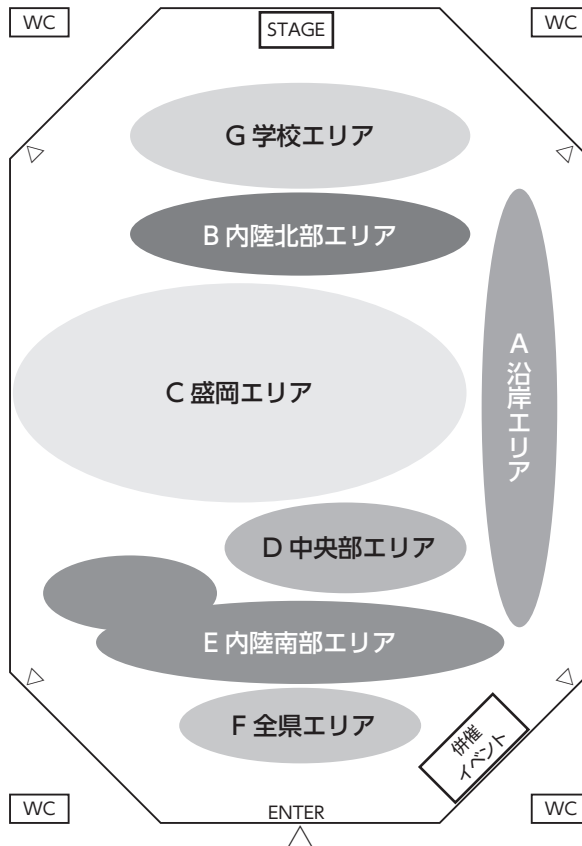 WC
STAGE
WC
G 学校エリア
B 内陸北部エリア
A 沿岸エリア
C 盛岡エリア
D 中央部エリア
E 内陸南部エリア
F 全県エリア
併催
イベント
WC
ENTER
WC